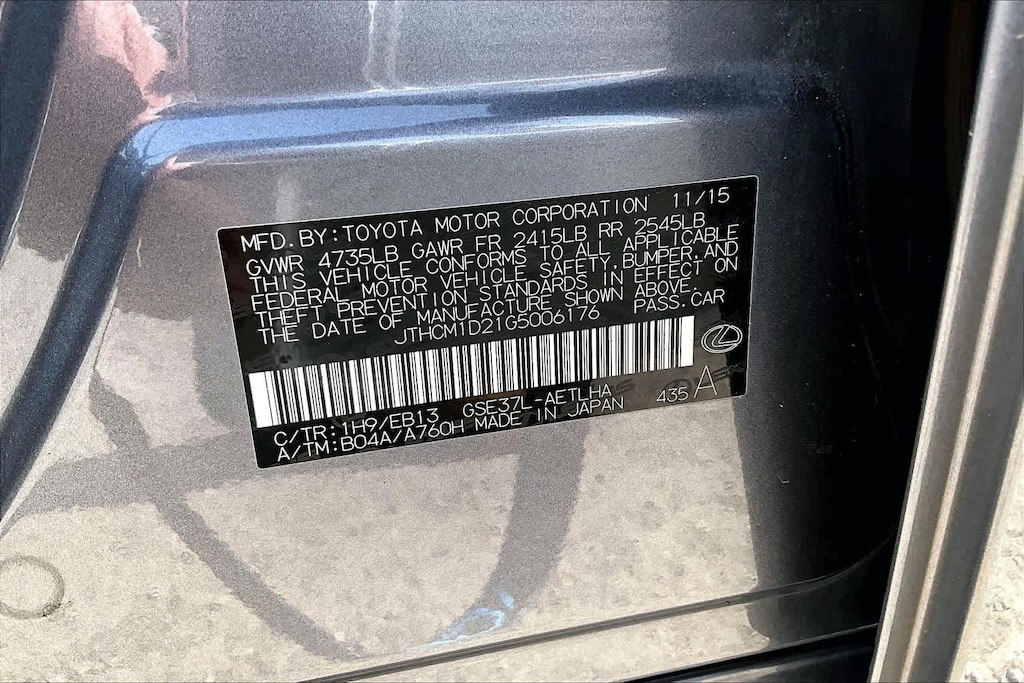 MFD.BY:TOYOTA MOTOR CORPORATION 11/15
GVWR 4735LB GAWR FR 2415LB RR 2545LB
THIS VEHICLE CONFORMS TO ALL APPLICABLE
FEDERAL MOTOR VEHICLE SAFETY,BUMPER,AND
THEFT PREVENTION STANDARDS IN EFFECT ON
THE DATE OF MANUFACTURE SHOWN ABOVE.
JTHCM1D21G5006176 PASS.CAR
C/TR:1H9/EB13 GSE37L-AETLHA 435 A
A/TM:B04A/A760H MADE IN JAPAN